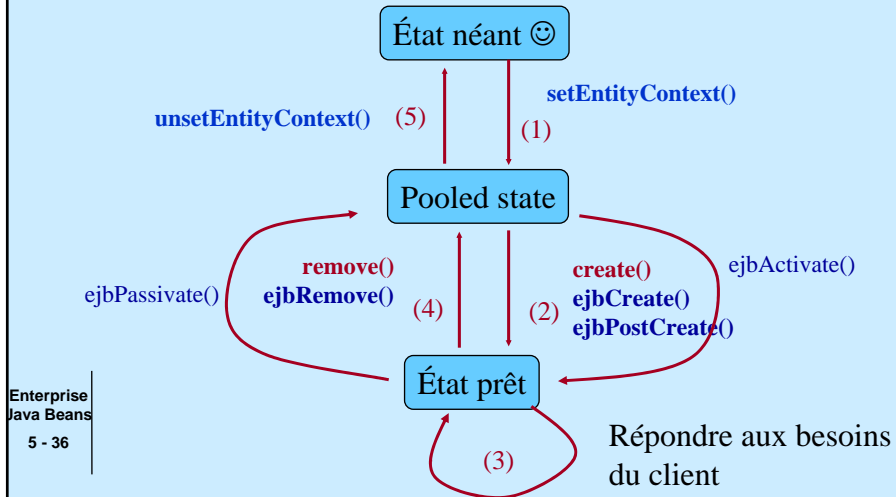 État néant ☺
unsetEntityContext()
(5)
(1)
setEntityContext()
Pooled state
ejbPassivate()
remove()
ejbRemove()
(4)
(2)
create()
ejbCreate()
ejbPostCreate()
ejbActivate()
État prêt
(3)
Répondre aux besoins
du client
Enterprise
Java Beans
5 - 36